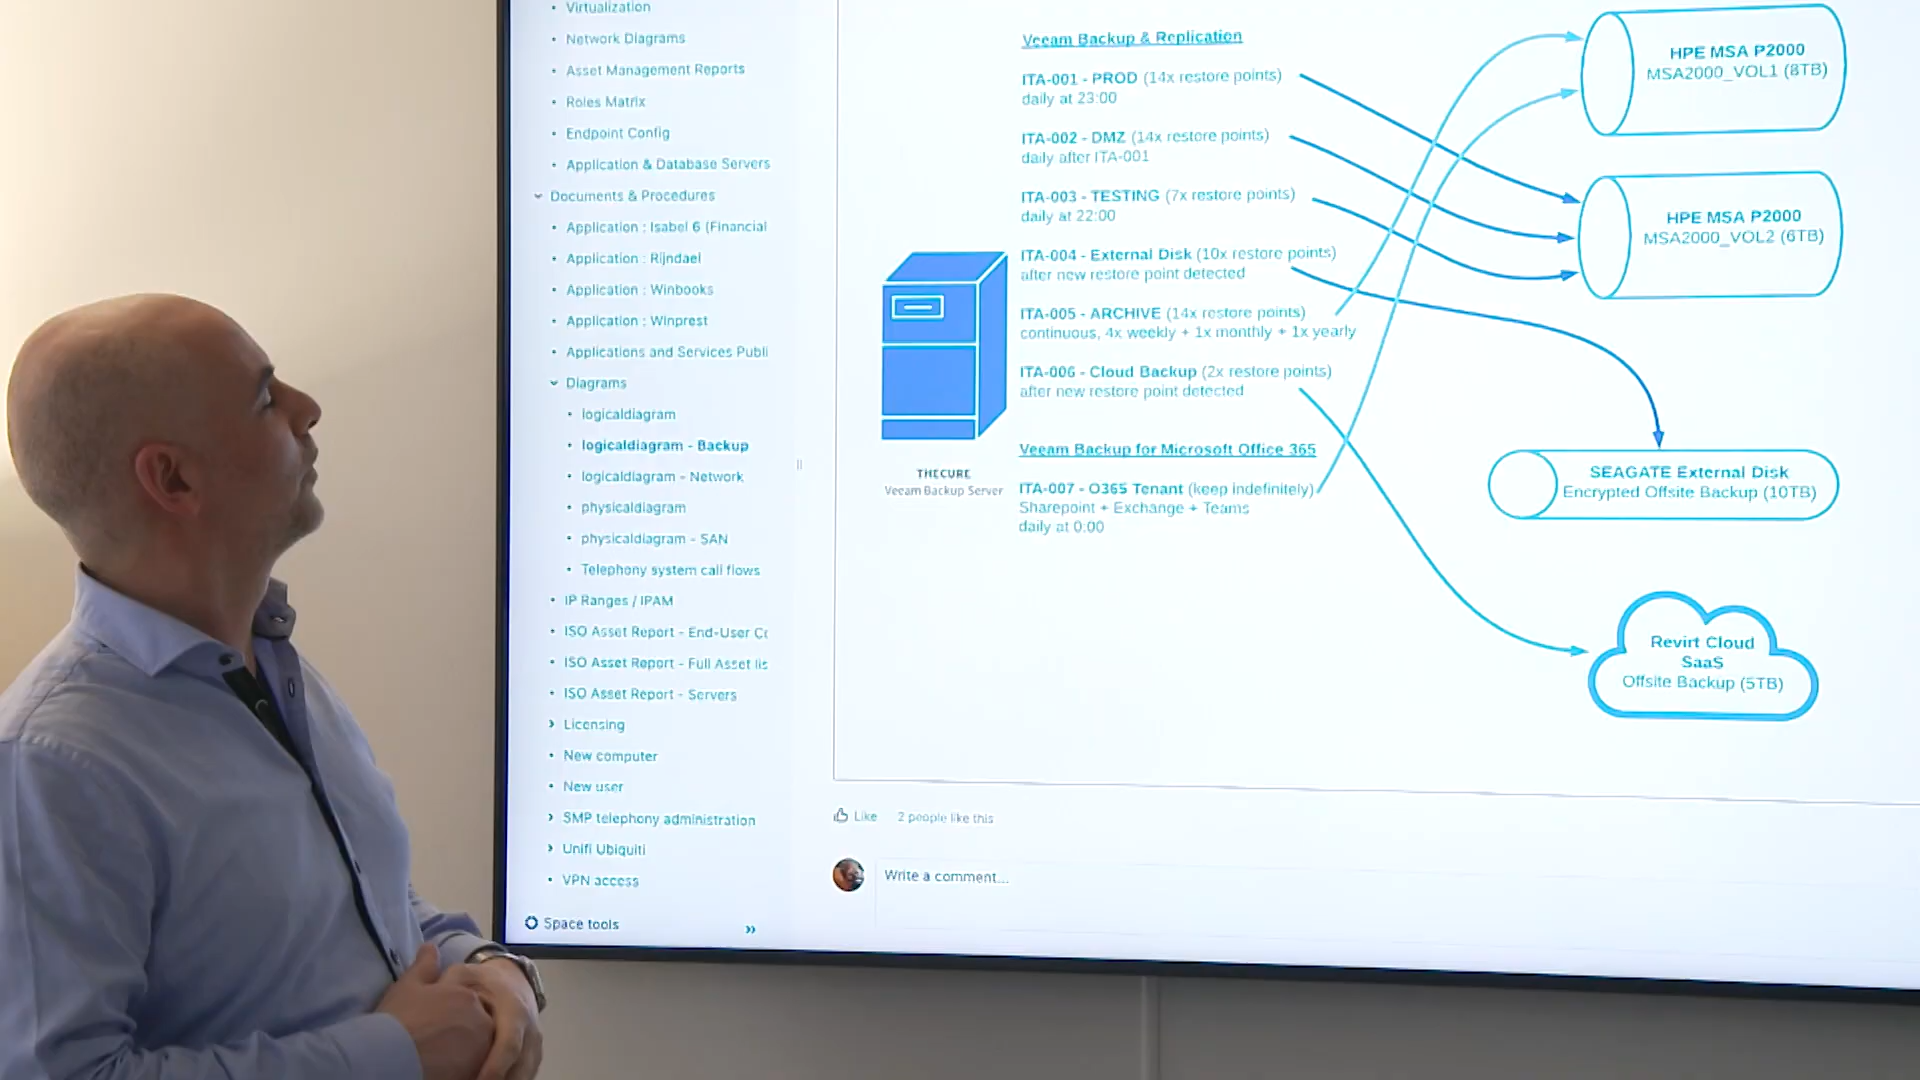 Virtualization
Network Diagrams
Asset Management Reports
Roles Matrix
Endpoint Config
Application & Database Servers
Documents & Procedures
Application : Isabel 6 (Financial
Application : Rijndael
Application : Winbooks
Application : Winprest
Applications and Services Publi
Diagrams
logicaldiagram
logicaldiagram - Backup
logicaldiagram - Network
physicaldiagram
physicaldiagram - SAN
Telephony system call flows
IP Ranges / IPAM
ISO Asset Report - End-User Co
ISO Asset Report - Full Asset lis
ISO Asset Report - Servers
Licensing
New computer
New user
SMP telephony administration
Unifi Ubiquiti
VPN access
Space tools
THECURE
Veeam Backup Server
Veeam Backup & Replication
ITA-001 - PROD (14x restore points)
daily at 23:00
ITA-002 - DMZ (14x restore points)
daily after ITA-001
ITA-003 - TESTING (7x restore points)
daily at 22:00
ITA-004 - External Disk (10x restore points)
after new restore point detected
ITA-005 - ARCHIVE (14x restore points)
continuous, 4x weekly + 1x monthly + 1x yearly
ITA-006 - Cloud Backup (2x restore points)
after new restore point detected
Veeam Backup for Microsoft Office 365
ITA-007 - O365 Tenant (keep indefinitely)
Sharepoint + Exchange + Teams
daily at 0.00
HPE MSA P2000
MSA2000_VOL1 (8TB)
HPE MSA P2000
MSA2000_VOL2 (6TB)
SEAGATE External Disk
Encrypted Offsite Backup (10TB)
Revirt Cloud
SaaS
Offsite Backup (5TB)
Like
2 people like this
Write a comment...